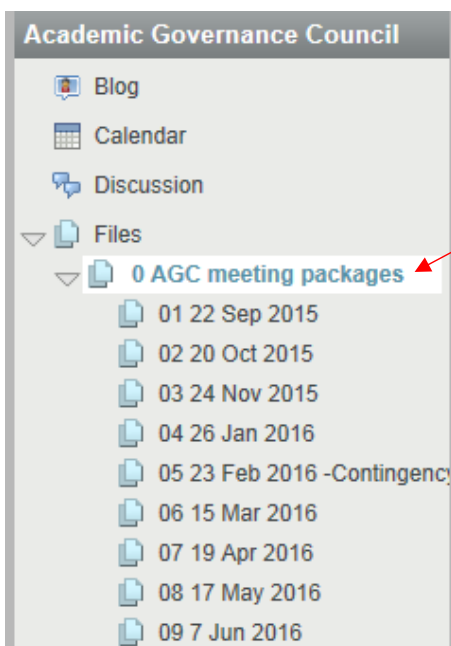 Academic Governance Council
Blog
Calendar
Discussion
Files
0 AGC meeting packages
01 22 Sep 2015
02 20 Oct 2015
03 24 Nov 2015
04 26 Jan 2016
05 23 Feb 2016 -Contingency
06 15 Mar 2016
07 19 Apr 2016
08 17 May 2016
09 7 Jun 2016